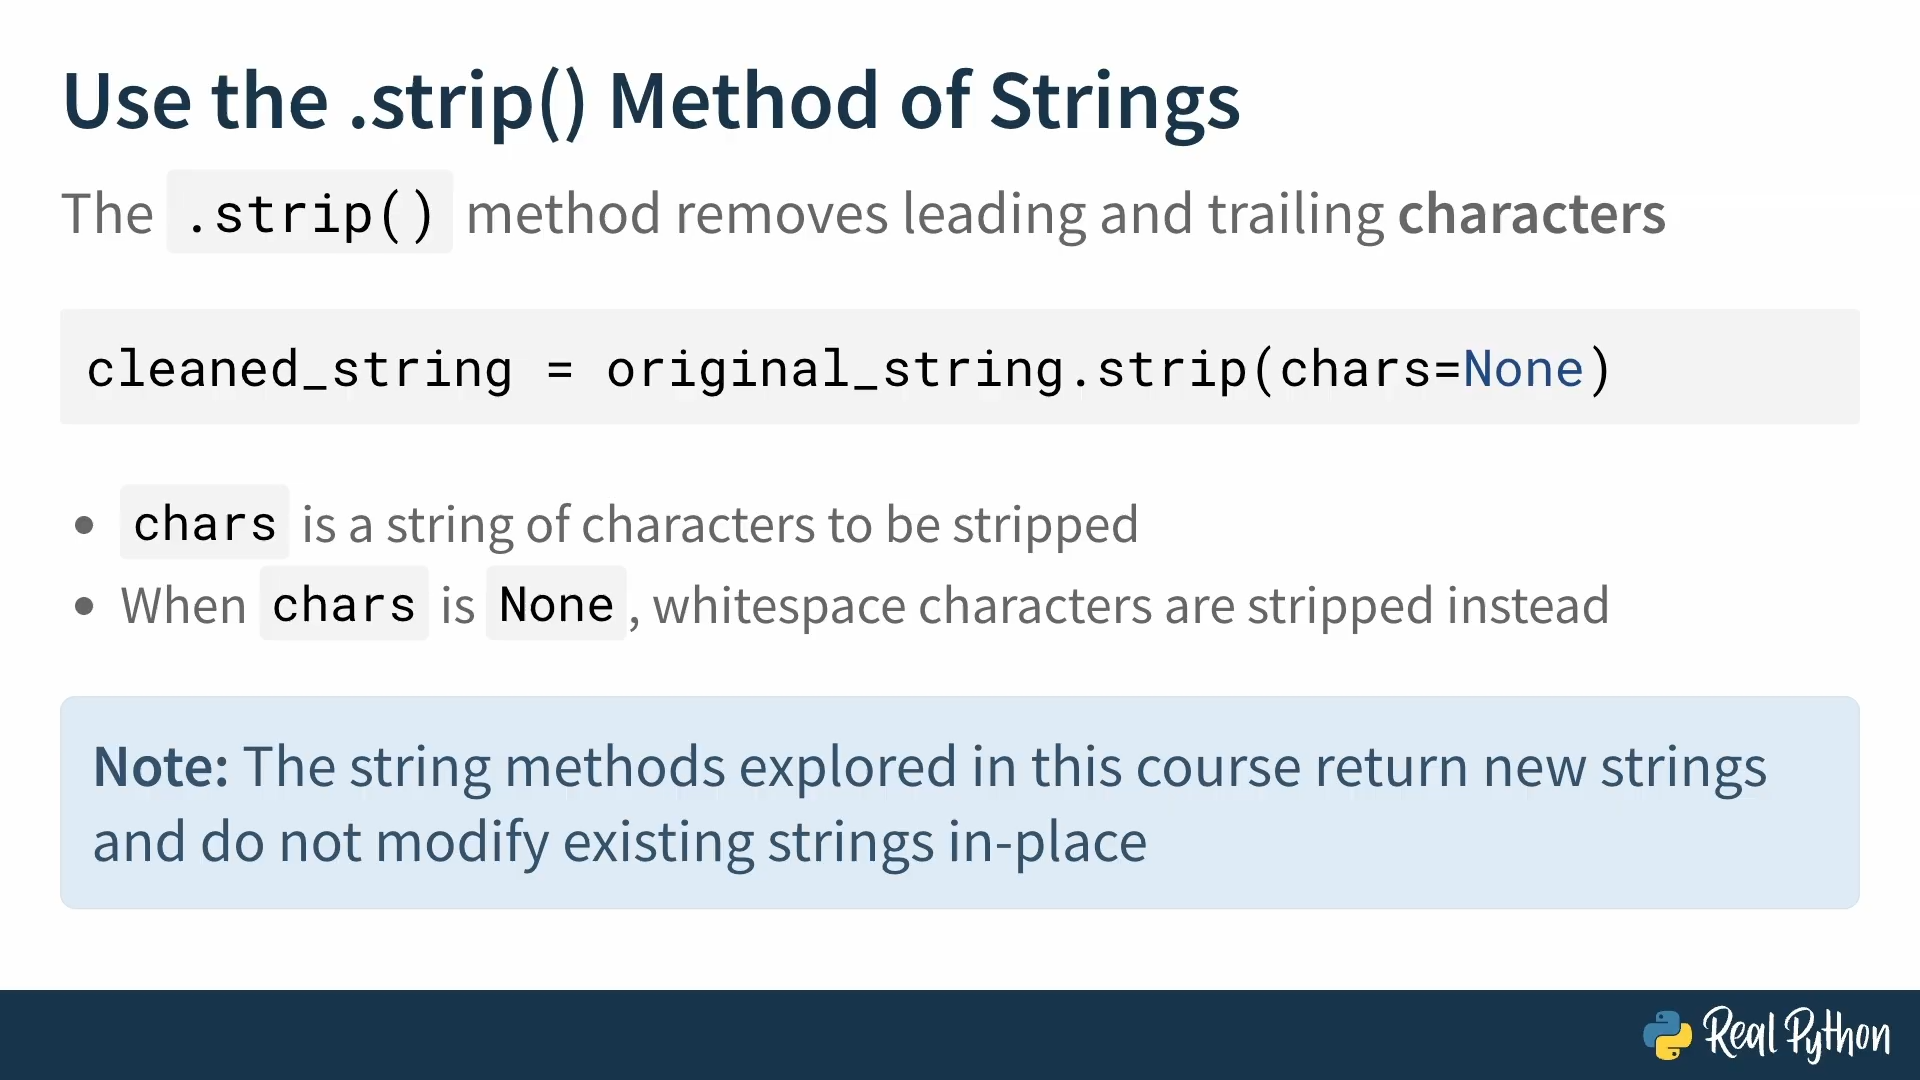 Use the .strip() Method of Strings
The .strip() method removes leading and trailing characters
cleaned_string = original_string.strip(chars=None)
• chars is a string of characters to be stripped
• When chars is None, whitespace characters are stripped instead
Note: The string methods explored in this course return new strings
and do not modify existing strings in-place
Real Python